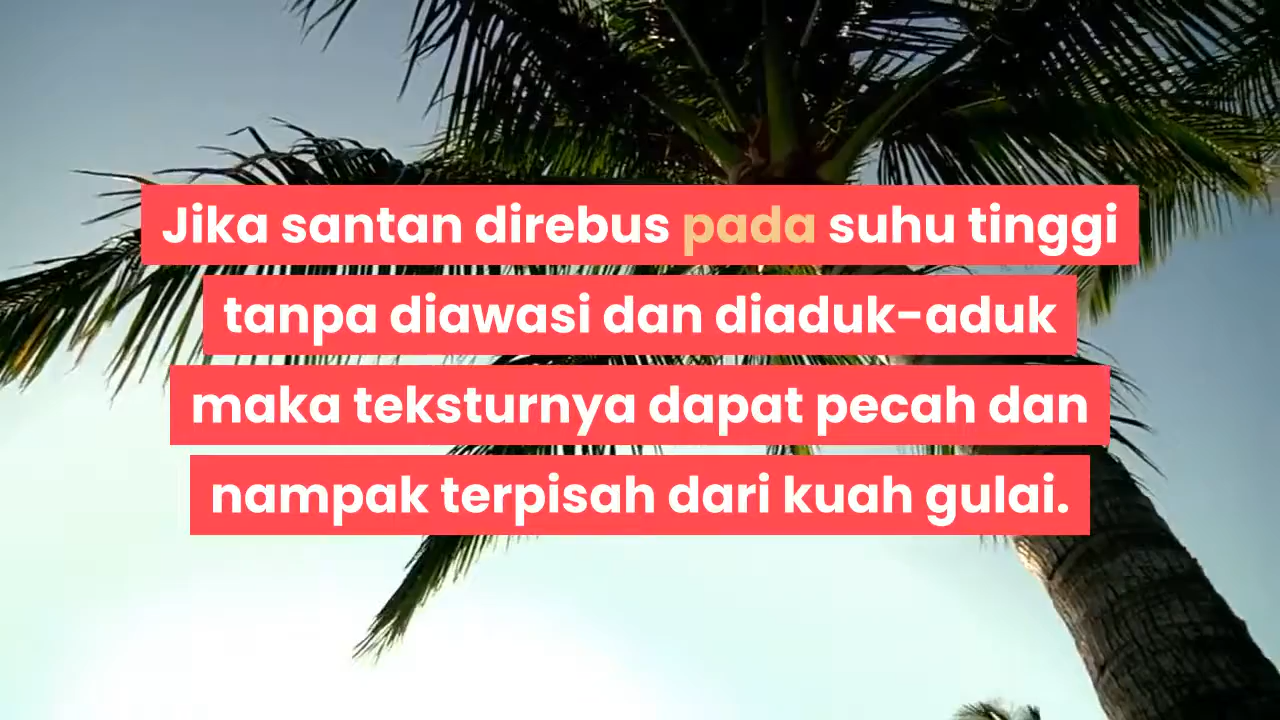 Jika santan direbus pada suhu tinggi
tanpa diawasi dan diaduk-aduk
maka teksturnya dapat pecah dan
nampak terpisah dari kuah gulai.